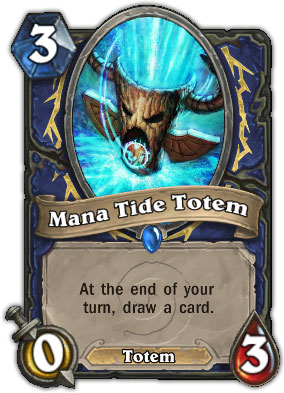 3
Mana Tide Totem
At the end of your
turn, draw a card.
0
Totem
3